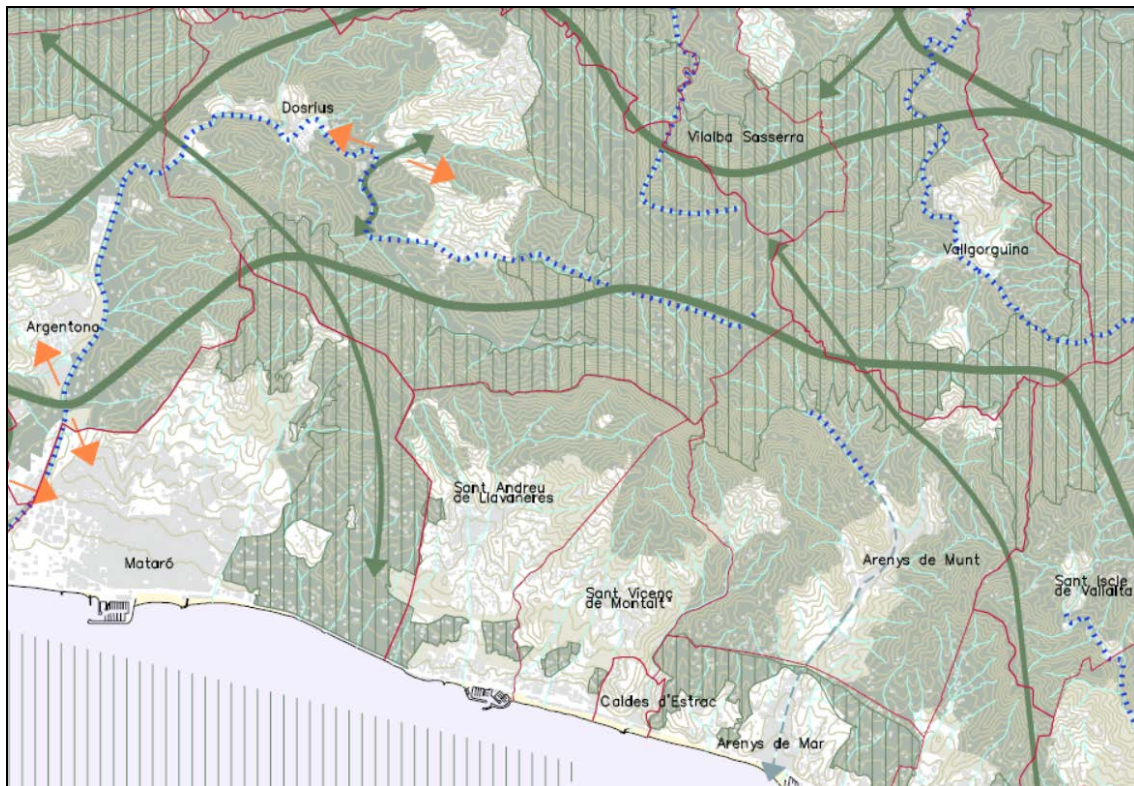 Dosrius
Vilalba Sasserra
Vallgorguina
Argentona
Sant Andreu
de Llavaneres
Mataró
Arenys de Munt
Sant Iscle
de Vallalta
Sant Vicenç
de Montalt
Caldes d'Estrac
Arenys de Mar